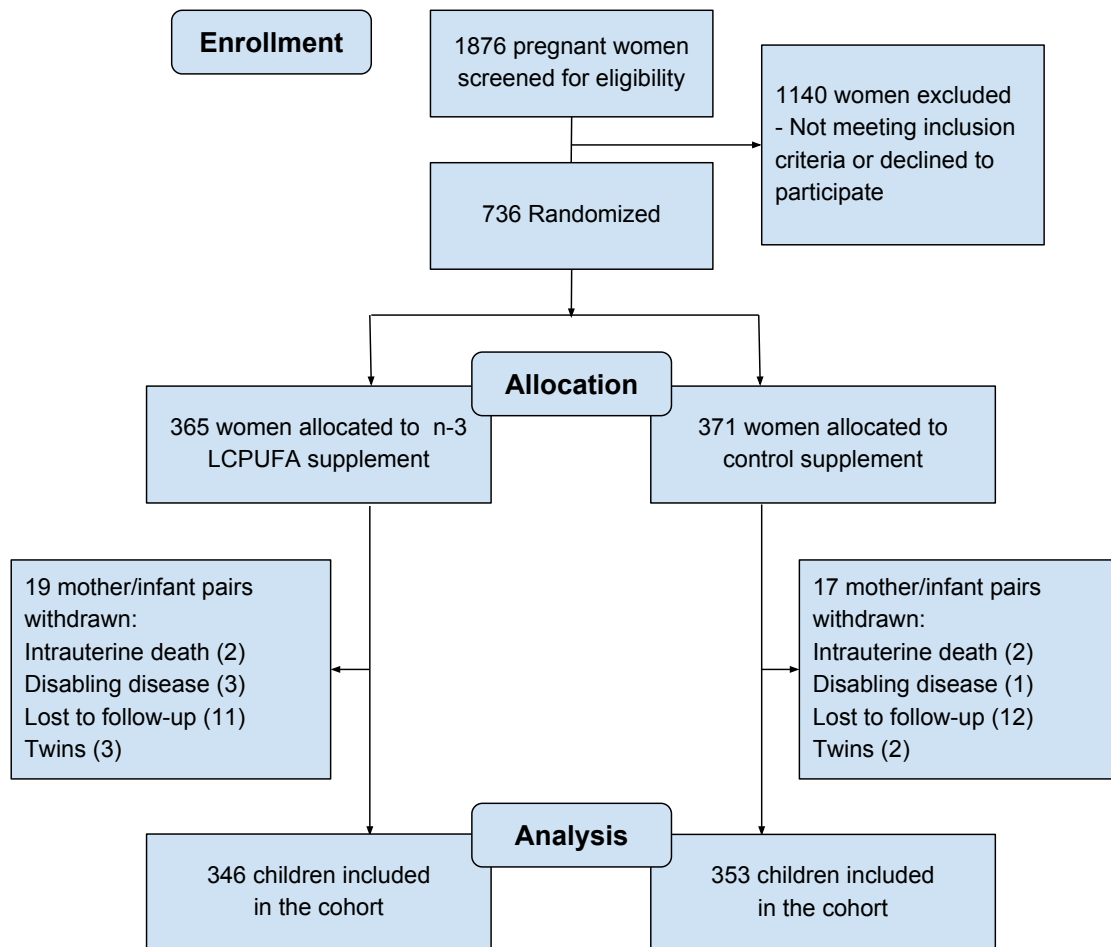 Enrollment
1876 pregnant women
screened for eligibility
1140 women excluded
- Not meeting inclusion
criteria or declined to
participate
736 Randomized
Allocation
365 women allocated to n-3
LCPUFA supplement
371 women allocated to
control supplement
19 mother/infant pairs
withdrawn:
Intrauterine death (2)
Disabling disease (3)
Lost to follow-up (11)
Twins (3)
17 mother/infant pairs
withdrawn:
Intrauterine death (2)
Disabling disease (1)
Lost to follow-up (12)
Twins (2)
Analysis
346 children included
in the cohort
353 children included
in the cohort